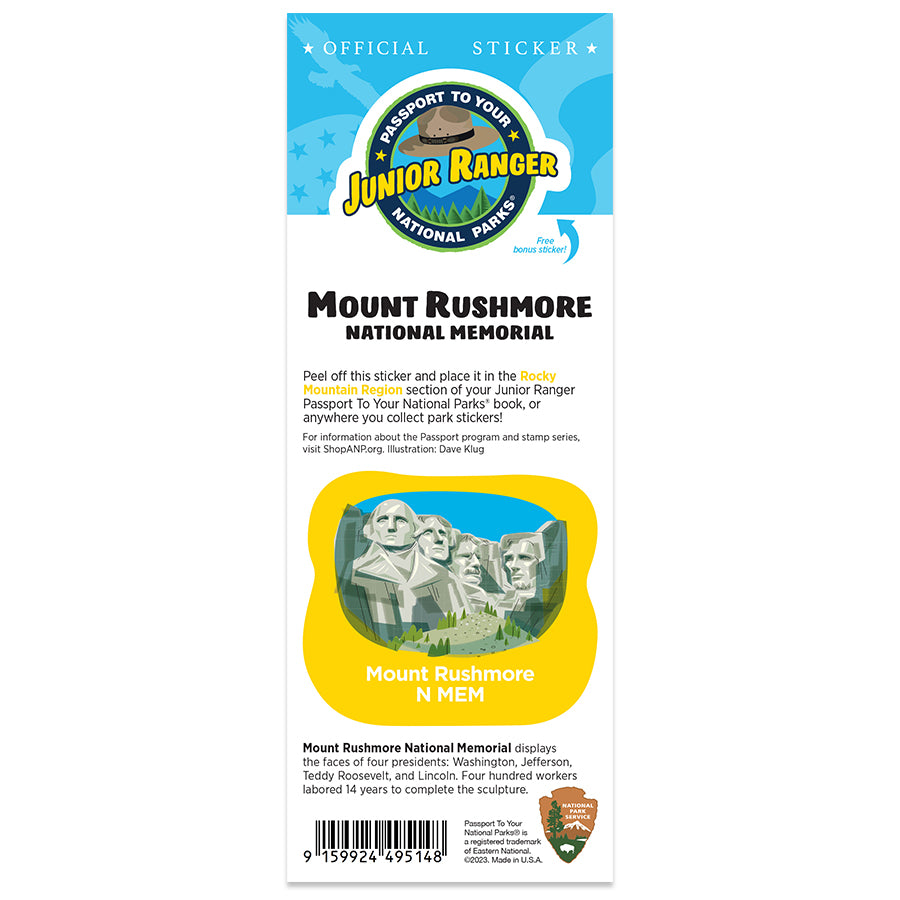 ★ OFFICIAL STICKER ★
PASSPORT TO YOUR
JUNIOR RANGER
NATIONAL PARKS®
Free
bonus sticker!
MOUNT RUSHMORE
NATIONAL MEMORIAL
Peel off this sticker and place it in the Rocky
Mountain Region section of your Junior Ranger
Passport To Your National Parks® book, or
anywhere you collect park stickers!
For information about the Passport program and stamp series,
visit ShopANP.org. Illustration: Dave Klug
Mount Rushmore
N MEM
Mount Rushmore National Memorial displays
the faces of four presidents: Washington, Jefferson,
Teddy Roosevelt, and Lincoln. Four hundred workers
labored 14 years to complete the sculpture.
9 159924 495148
Passport To Your
National Parks® is
a registered trademark
of Eastern National.
©2023. Made in U.S.A.
NATIONAL
PARK
SERVICE